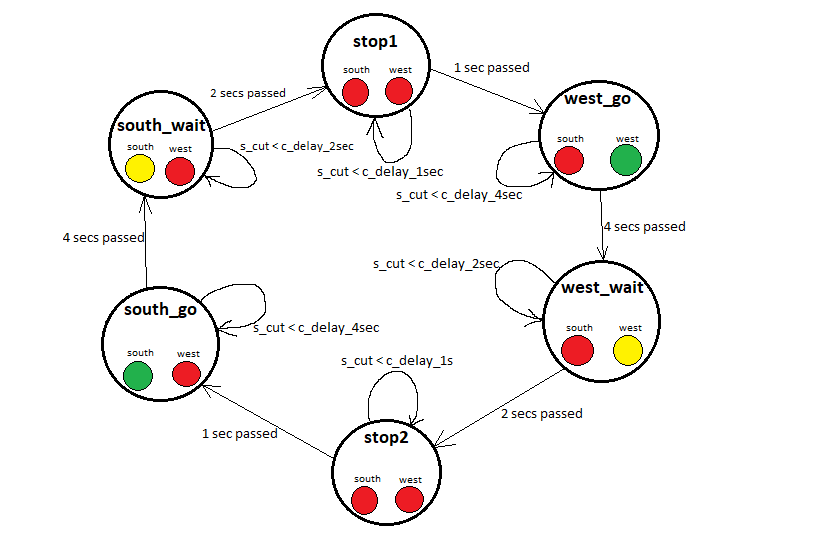 stop1
south west
1 sec passed
2 secs passed
west_go
south west
south_wait
south west
s_cut < c_delay_2sec
s_cut < c_delay_1sec
s_cut < c_delay_4sec
4 secs passed
4 secs passed
s_cut < c_delay_2sec
west_wait
south west
south_go
south west
s_cut < c_delay_4sec
s_cut < c_delay_1s
2 secs passed
1 sec passed
stop2
south west